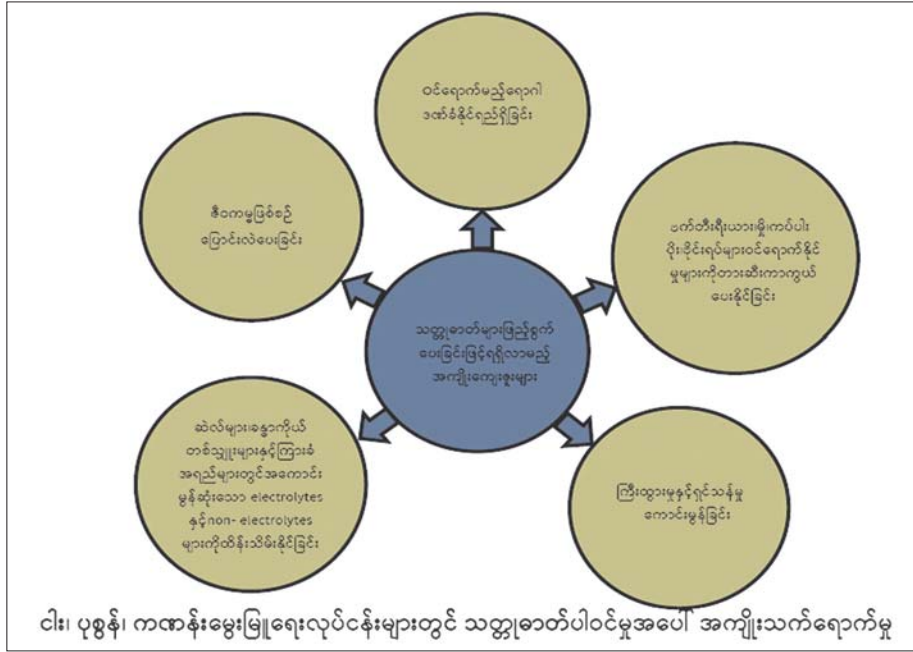 ဝင်ရောက်မည့်ရောဂါ
ဒဏ်ခံနိုင်ရည်ရှိခြင်း
ဇီဝကမ္မဖြစ်စဉ်
ပြောင်းလဲပေးခြင်း
ဗက်တီးရီးယား၊မှို၊ကပ်ပါး
ပိုး၊ဝိုင်းရပ်များဝင်ရောက်နိုင်
မှုများကိုတားဆီးကာကွယ်
ပေးနိုင်ခြင်း
သတ္တုဓာတ်များဖြည့်စွက်
ပေးခြင်းဖြင့်ရရှိလာမည့်
အကျိုးကျေးဇူးများ
ဆဲလ်များ၊ခန္ဓာကိုယ်
တစ်သျှူးများနှင့်ကြားခံ
အရည်များတွင်အကောင်း
မွန်ဆုံးသော electrolytes
နှင့်non- electrolytes
များကိုထိန်းသိမ်းနိုင်ခြင်း
ကြီးထွားမှုနှင့်ရှင်သန်မှု
ကောင်းမွန်ခြင်း
ငါး၊ ပုစွန်၊ ကဏန်းမွေးမြူရေးလုပ်ငန်းများတွင် သတ္တုဓာတ်ပါဝင်မှုအပေါ် အကျိုးသက်ရောက်မှု